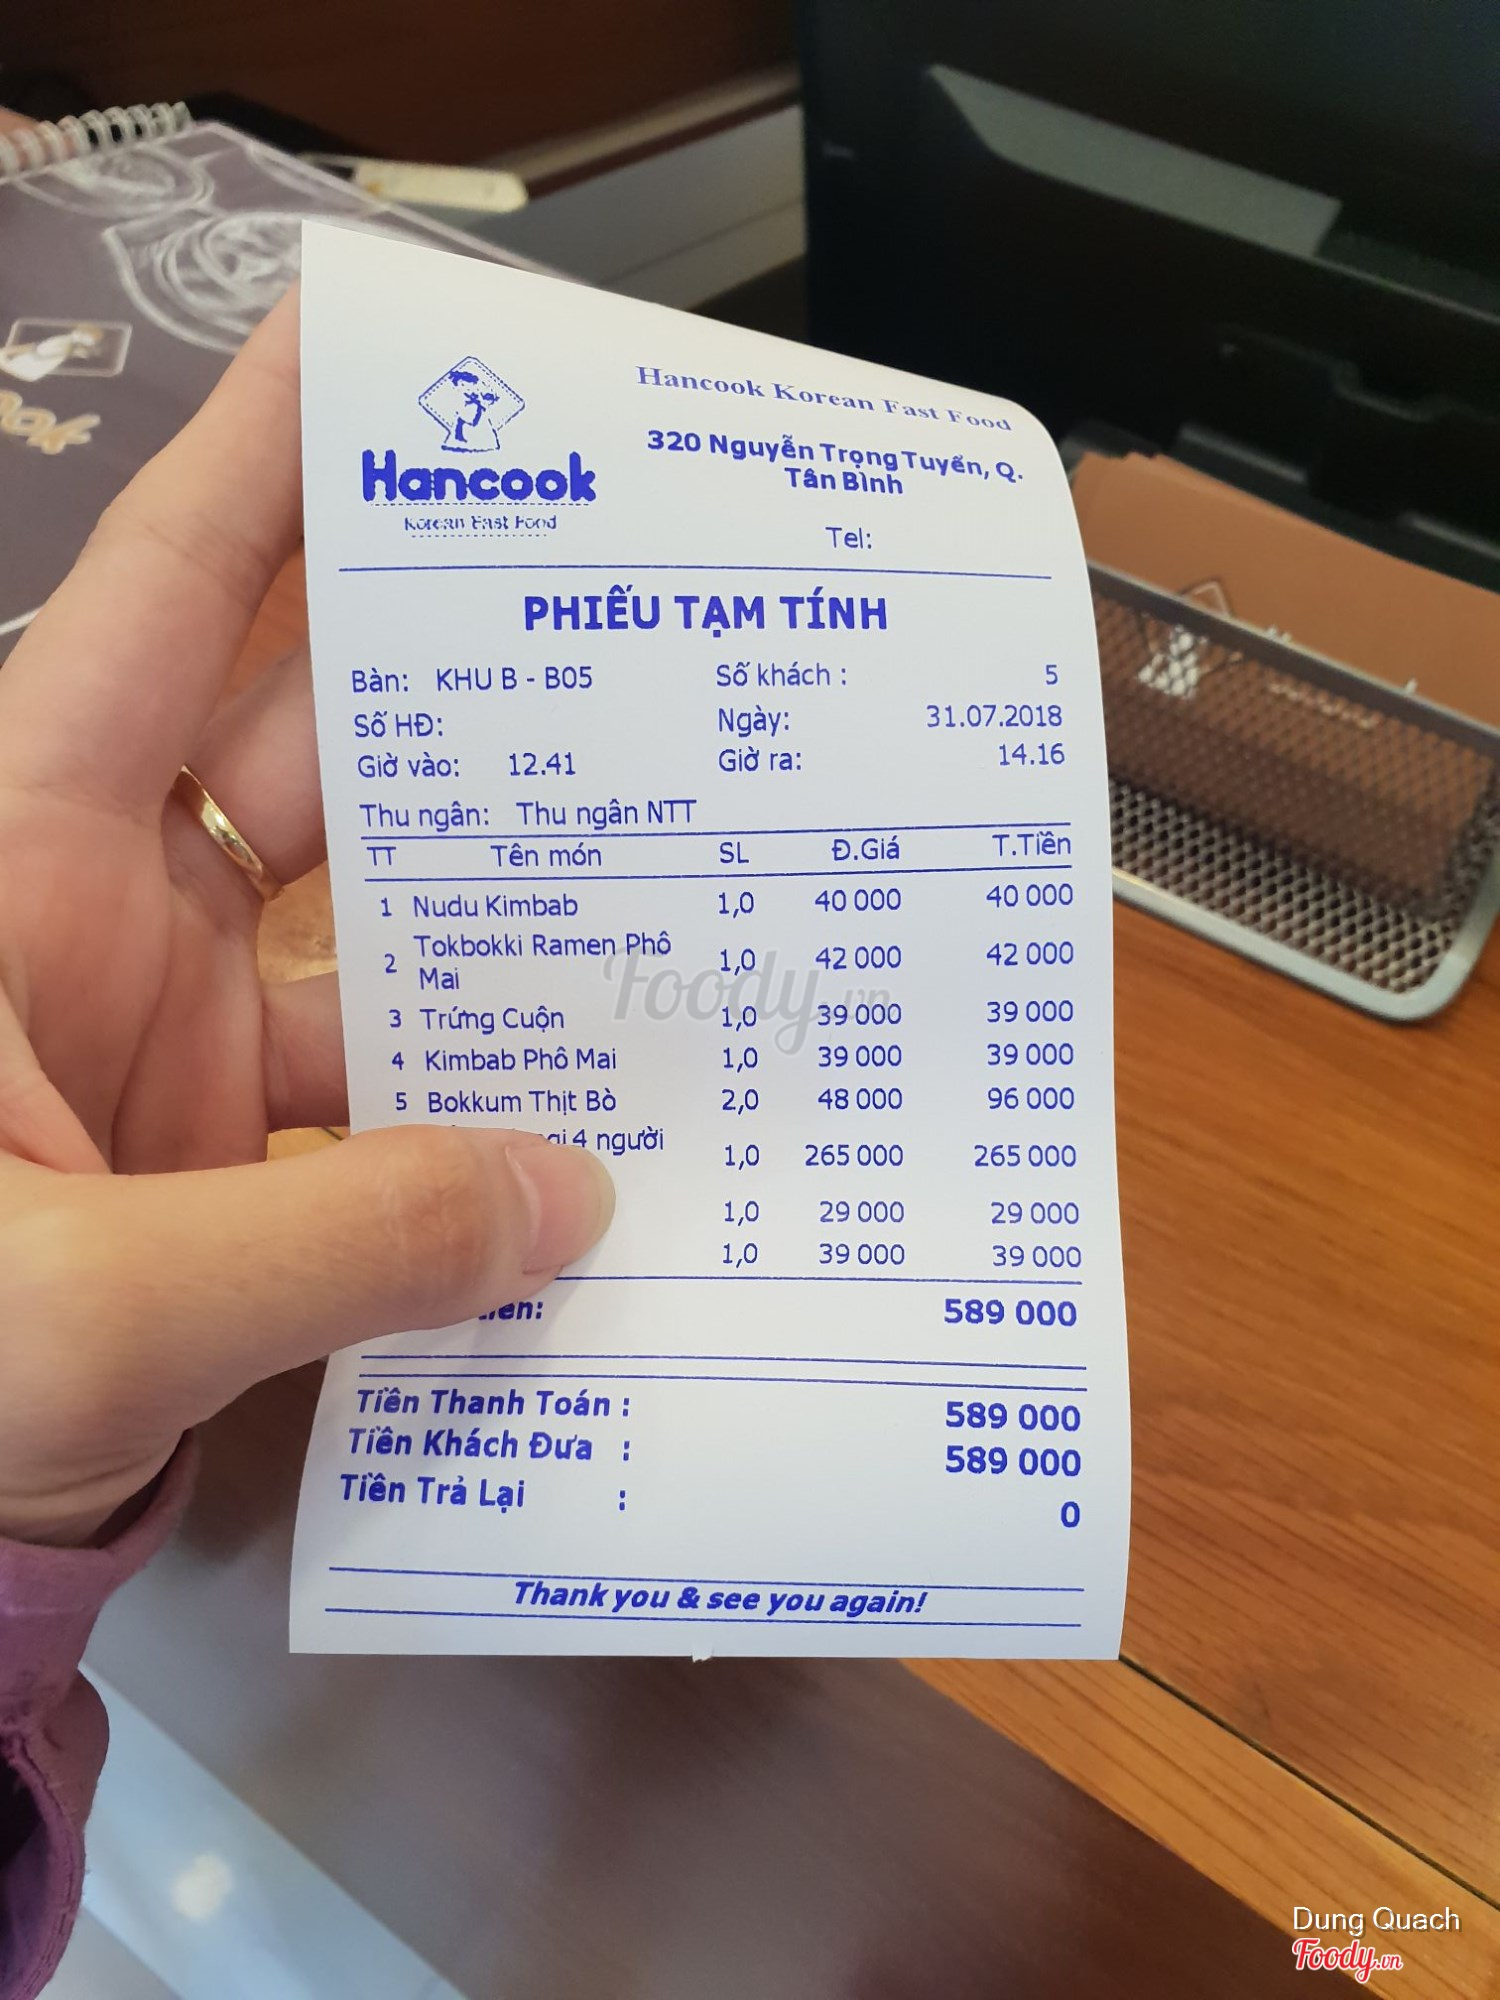 Hancook
Korean Fast Food
Hancook Korean Fast Food
320 Nguyễn Trọng Tuyển, Q.
Tân Bình
Tel:
PHIẾU TẠM TÍNH
Bàn: KHU B - B05 Số khách : 5
Số HĐ: Ngày: 31.07.2018
Giờ vào: 12.41 Giờ ra: 14.16
Thu ngân: Thu ngân NTT
TT Tên món SL Đ.Giá T.Tiền
1 Nudu Kimbab 1,0 40 000 40 000
2 Tokbokki Ramen Phô Mai 1,0 42 000 42 000
3 Trứng Cuộn 1,0 39 000 39 000
4 Kimbab Phô Mai 1,0 39 000 39 000
5 Bokkum Thịt Bò 2,0 48 000 96 000
4 người 1,0 265 000 265 000
1,0 29 000 29 000
1,0 39 000 39 000
589 000
Tiền Thanh Toán : 589 000
Tiền Khách Đưa : 589 000
Tiền Trả Lại : 0
Thank you & see you again!
Foody.vn
Dung Quach
Foody.vn